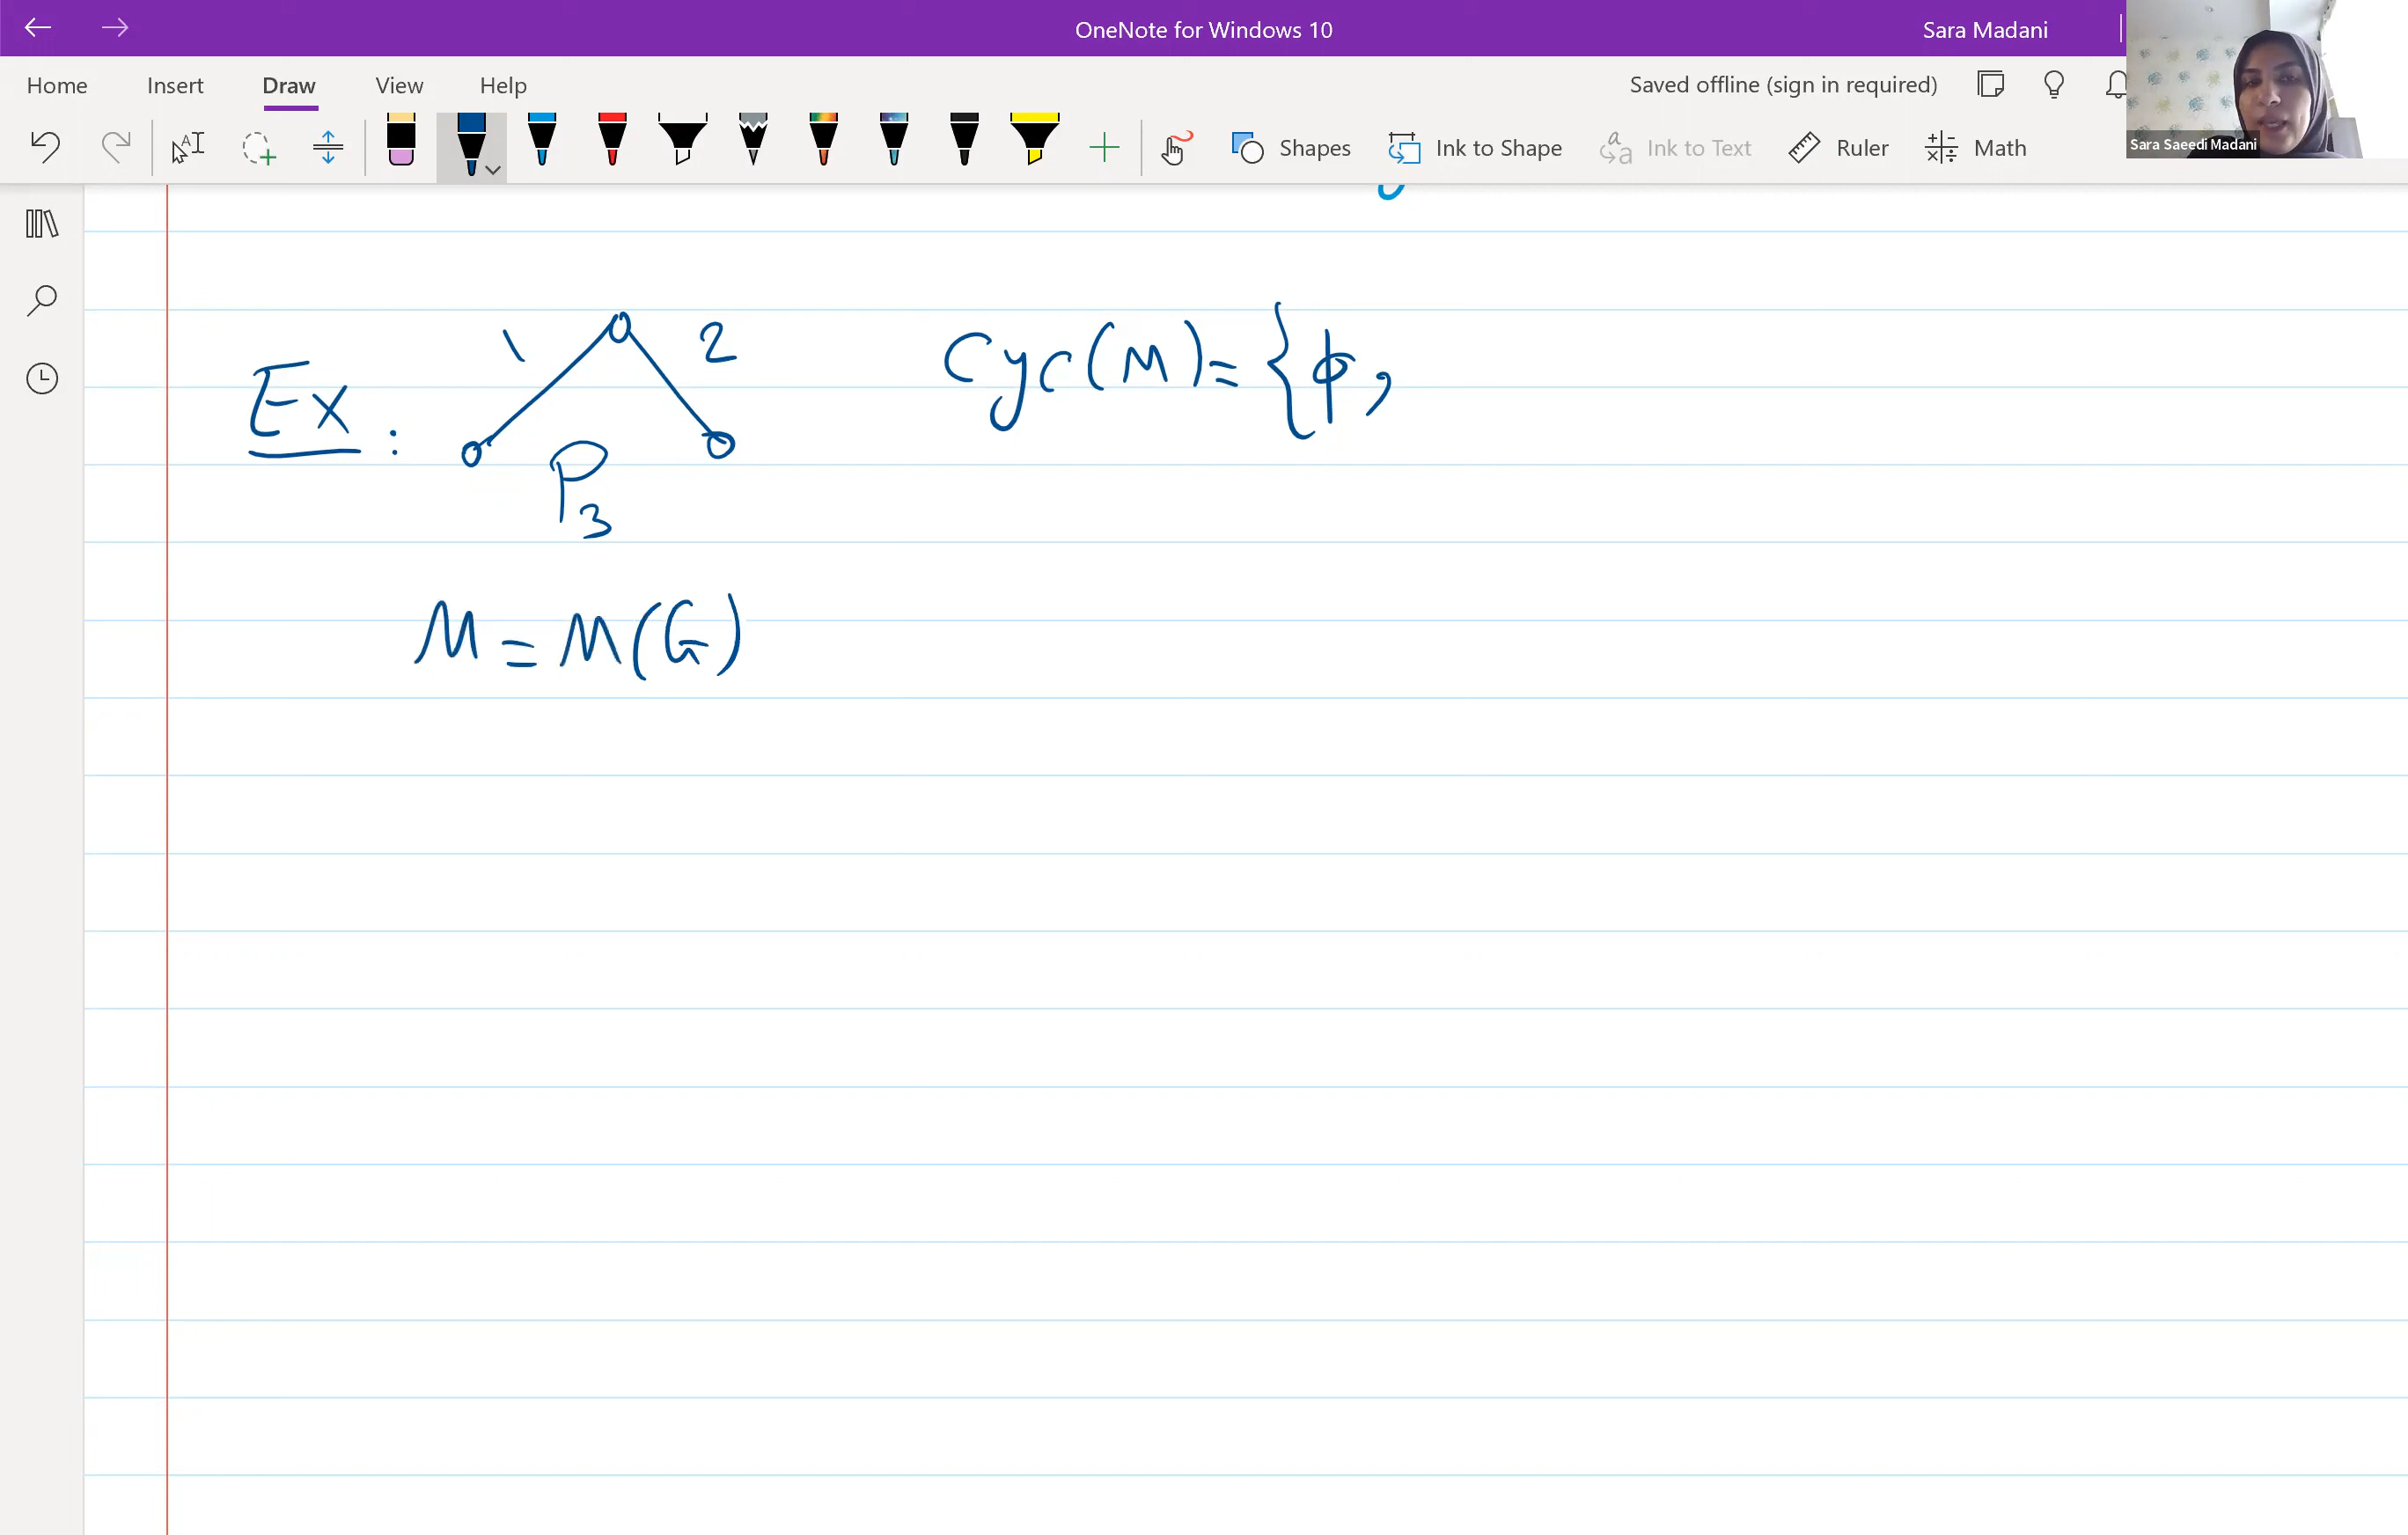 OneNote for Windows 10
Sara Madani
Home Insert Draw View Help
Saved offline (sign in required)
Shapes Ink to Shape Ink to Text Ruler Math
Sara Saeedi Madani
Ex :
1 2
P3
Cyc(M) = {ϕ,
M = M(G)